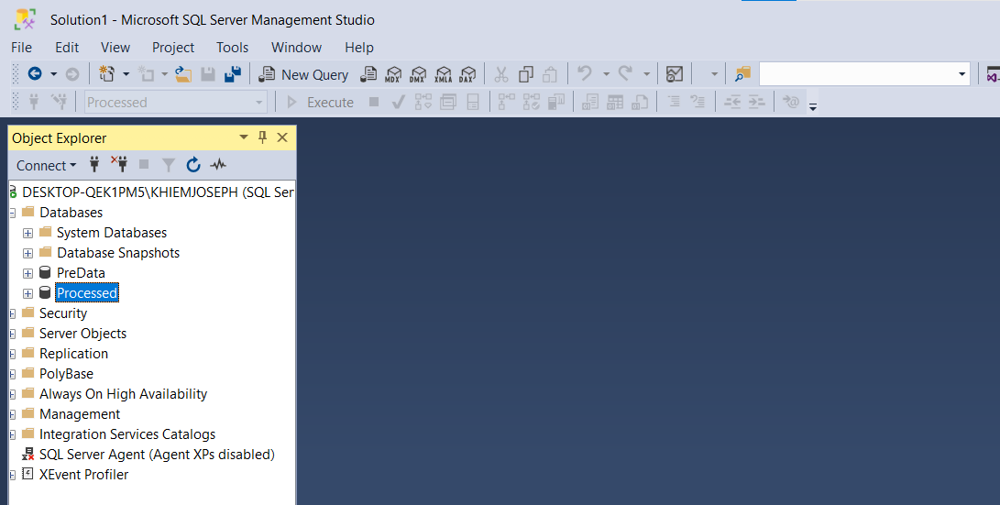 Solution1 - Microsoft SQL Server Management Studio
File Edit View Project Tools Window Help
New Query MDX DMX XMLA DAX
Processed Execute
Object Explorer
Connect
DESKTOP-QEK1PM5\KHIEMJOSEPH (SQL Ser
Databases
System Databases
Database Snapshots
PreData
Processed
Security
Server Objects
Replication
PolyBase
Always On High Availability
Management
Integration Services Catalogs
SQL Server Agent (Agent XPs disabled)
XEvent Profiler